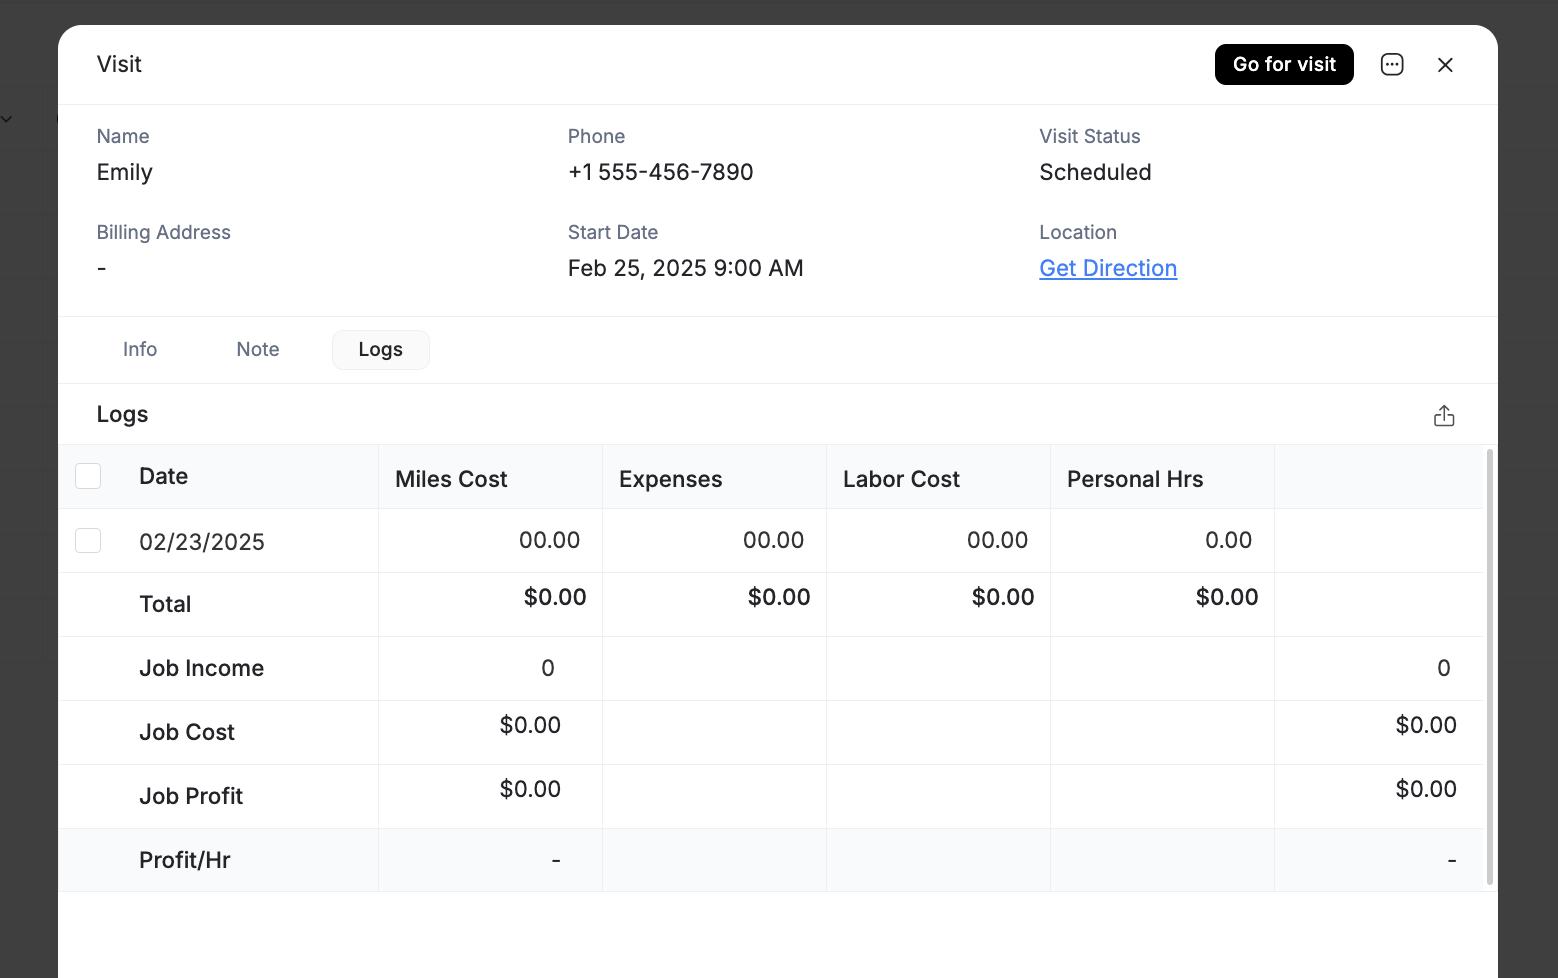 Visit
Go for visit
Name
Phone
Visit Status
Emily
+1 555-456-7890
Scheduled
Billing Address
Start Date
Location
-
Feb 25, 2025 9:00 AM
Get Direction
Info
Note
Logs
Logs
Date
Miles Cost
Expenses
Labor Cost
Personal Hrs
02/23/2025
00.00
00.00
00.00
0.00
Total
$0.00
$0.00
$0.00
$0.00
Job Income
0
0
Job Cost
$0.00
$0.00
Job Profit
$0.00
$0.00
Profit/Hr
-
-